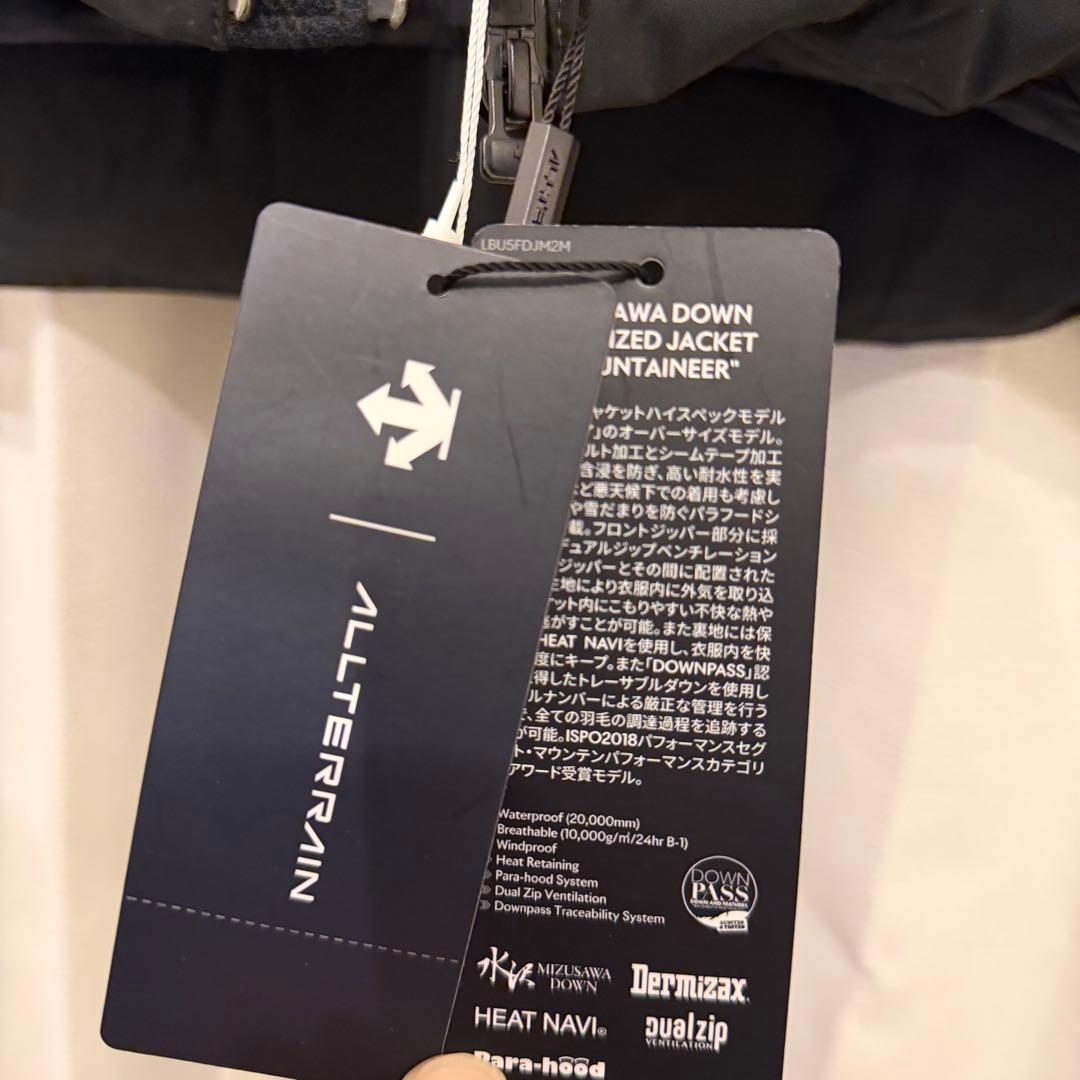 水沢
LBU5FDJM2M
ALLTERRAIN
AWA DOWN
IZED JACKET
UNTAINEER"
ャケットハイスペックモデル
」のオーバーサイズモデル。
ルト加工とシームテープ加工
含浸を防ぎ、高い耐水性を実
ど悪天候下での着用も考慮し
や雪だまりを防ぐパラフードシ
載。フロントジッパー部分に採
デュアルジップベンチレーション
ジッパーとその間に配置された
地により衣服内に外気を取り込
ット内にこもりやすい不快な熱や
がすことが可能。また裏地には保
HEAT NAVIを使用し、衣服内を快
度にキープ。また「DOWNPASS」認
得したトレーサブルダウンを使用し
ルナンバーによる厳正な管理を行う
、全ての羽毛の調達過程を追跡する
が可能。ISPO2018パフォーマンスセグ
ト・マウンテンパフォーマンスカテゴリ
アワード受賞モデル。
Waterproof (20,000mm)
Breathable (10,000g/㎡/24hr B-1)
Windproof
Heat Retaining
Para-hood System
Dual Zip Ventilation
Downpass Traceability System
DOWN
PASS
DOWN AND FEATHERS
AUDITED
& TESTED
水沢 MIZUSAWA
DOWN
Dermizax
HEAT NAVI®
dualzip
VENTILATION
Para-hood